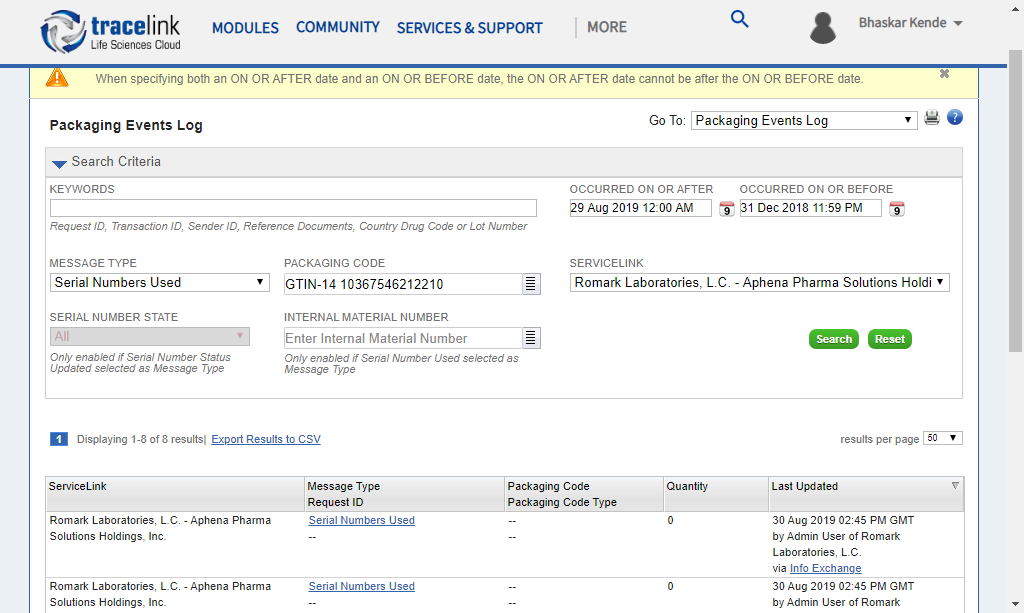 tracelink
Life Sciences Cloud
MODULES COMMUNITY SERVICES & SUPPORT MORE Bhaskar Kende
When specifying both an ON OR AFTER date and an ON OR BEFORE date, the ON OR AFTER date cannot be after the ON OR BEFORE date.
Packaging Events Log Go To: Packaging Events Log ?
Search Criteria
KEYWORDS OCCURRED ON OR AFTER OCCURRED ON OR BEFORE
29 Aug 2019 12:00 AM 9 31 Dec 2018 11:59 PM 9
Request ID, Transaction ID, Sender ID, Reference Documents, Country Drug Code or Lot Number
MESSAGE TYPE PACKAGING CODE SERVICELINK
Serial Numbers Used GTIN-14 10367546212210 Romark Laboratories, L.C. - Aphena Pharma Solutions Holdi
SERIAL NUMBER STATE INTERNAL MATERIAL NUMBER
All Enter Internal Material Number Search Reset
Only enabled if Serial Number Status Only enabled if Serial Number Used selected as
Updated selected as Message Type Message Type
1 Displaying 1-8 of 8 results| Export Results to CSV results per page 50
ServiceLink Message Type Packaging Code Quantity Last Updated
Request ID Packaging Code Type
Romark Laboratories, L.C. - Aphena Pharma Serial Numbers Used -- 0 30 Aug 2019 02:45 PM GMT
Solutions Holdings, Inc. -- -- by Admin User of Romark
Laboratories, L.C.
via Info Exchange
Romark Laboratories, L.C. - Aphena Pharma Serial Numbers Used -- 0 30 Aug 2019 02:45 PM GMT
Solutions Holdings, Inc. -- -- by Admin User of Romark